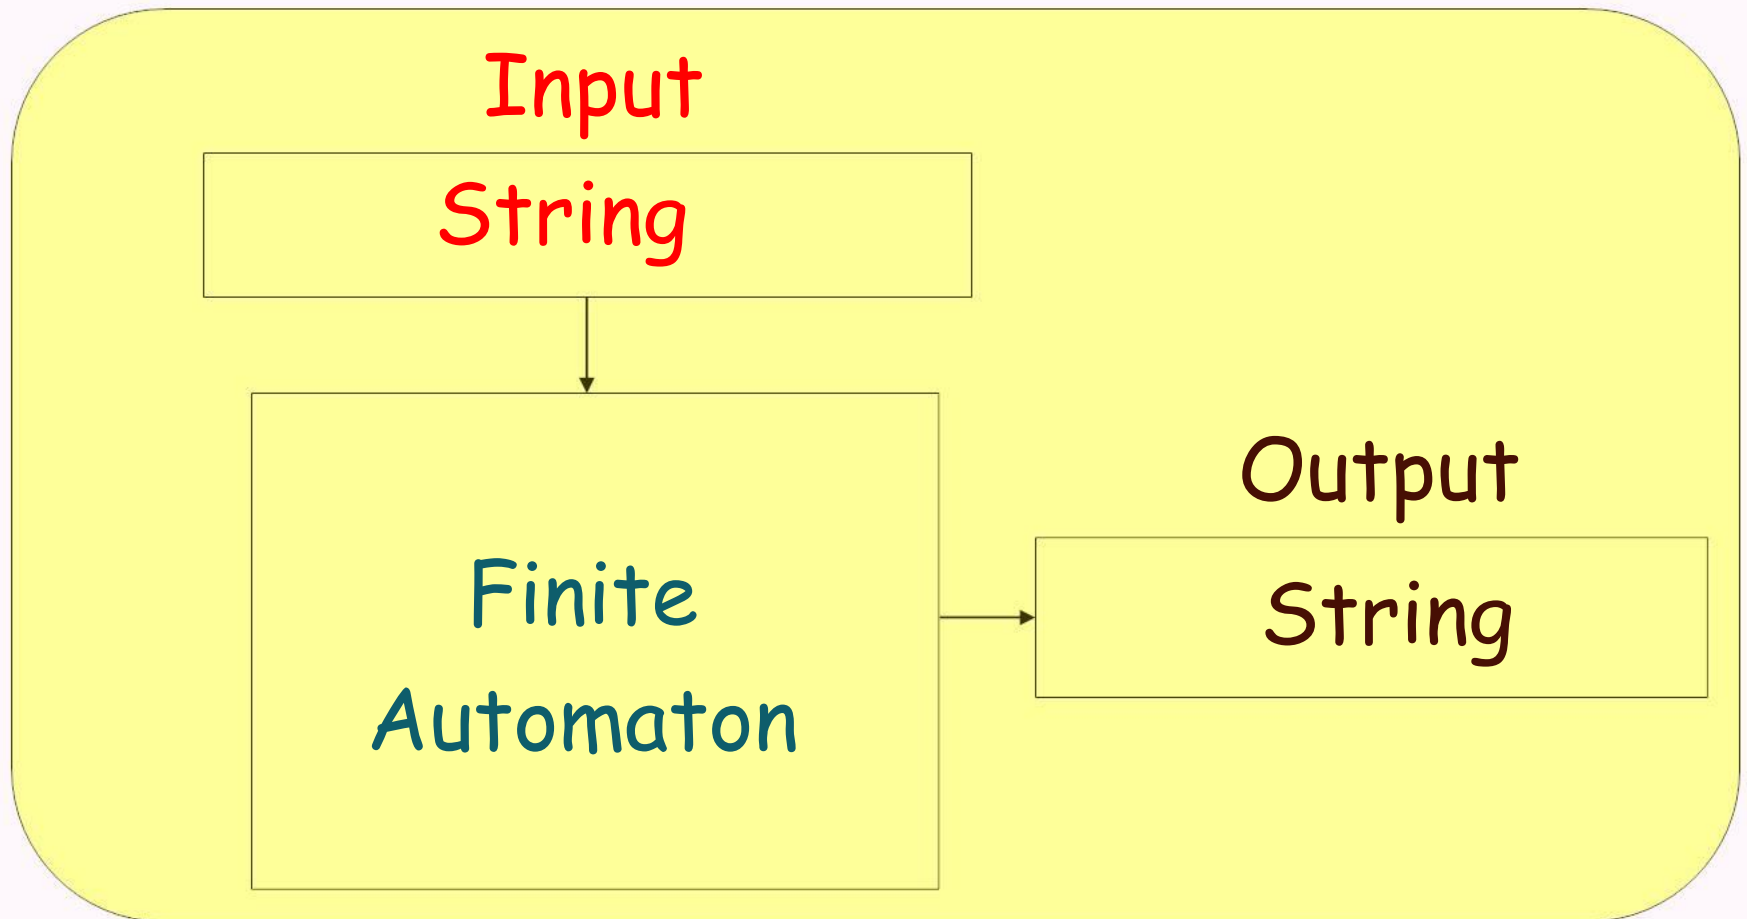 Input
String
Finite
Automaton
Output
String